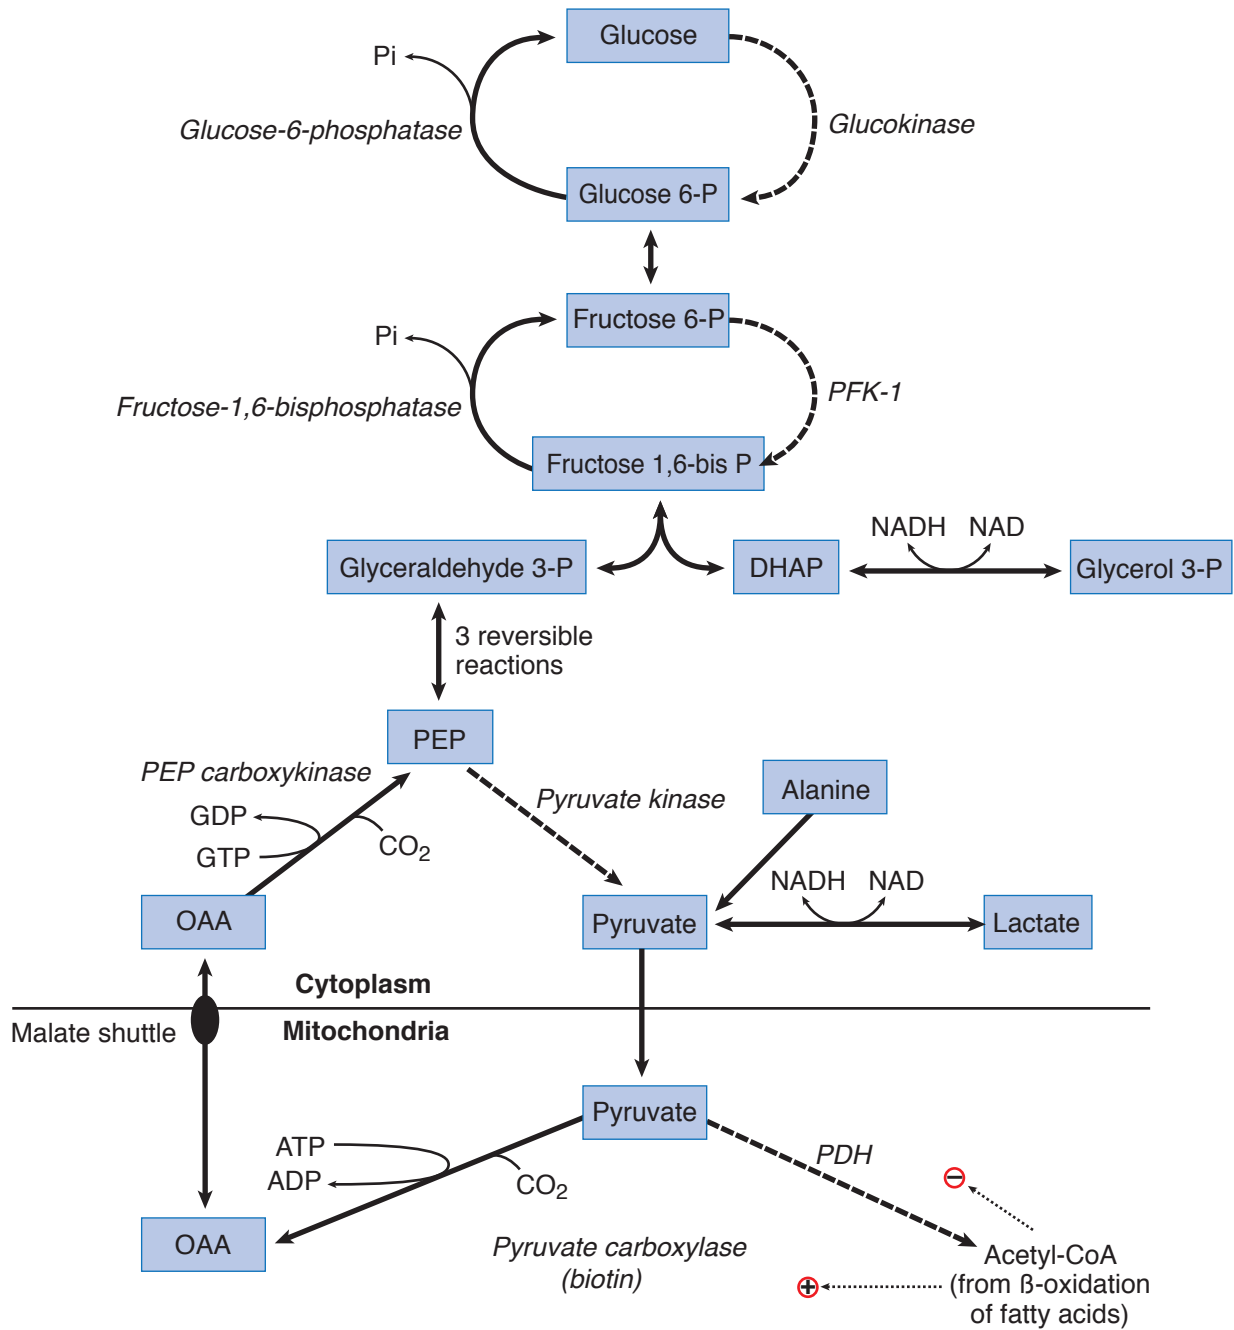 Glucose
Pi
Glucose-6-phosphatase
Glucokinase
Glucose 6-P
Fructose 6-P
Pi
Fructose-1,6-bisphosphatase
PFK-1
Fructose 1,6-bis P
NADH NAD
Glyceraldehyde 3-P
DHAP
Glycerol 3-P
3 reversible
reactions
PEP
PEP carboxykinase
Pyruvate kinase
Alanine
GDP
GTP
CO₂
NADH NAD
OAA
Pyruvate
Lactate
Cytoplasm
Malate shuttle
Mitochondria
Pyruvate
ATP
ADP
CO₂
PDH
−
OAA
Pyruvate carboxylase
(biotin)
+
Acetyl-CoA
(from ß-oxidation
of fatty acids)